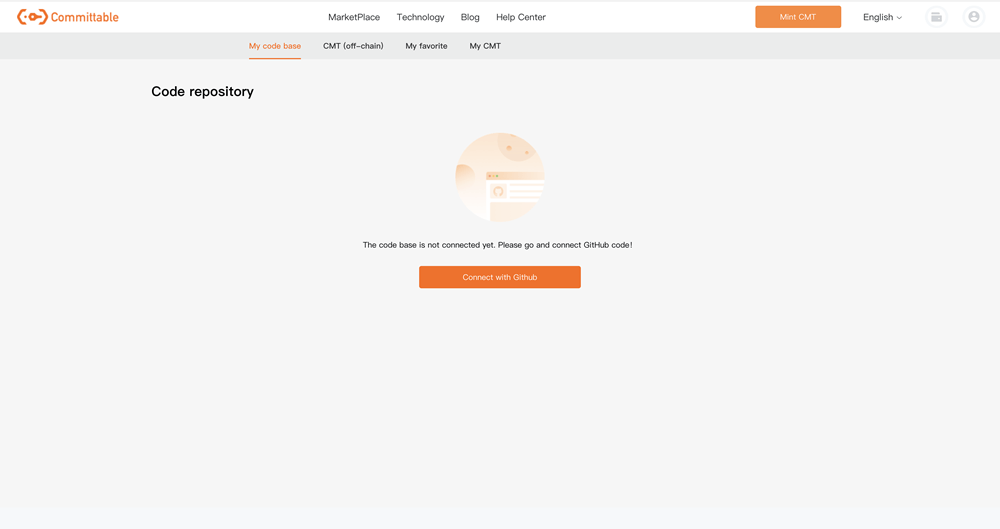 Committable
MarketPlace Technology Blog Help Center
Mint CMT
English
My code base CMT (off-chain) My favorite My CMT
Code repository
The code base is not connected yet. Please go and connect GitHub code!
Connect with Github